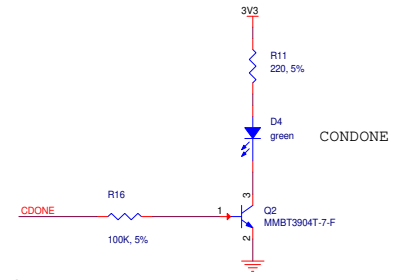 3V3
R11
220, 5%
D4
green
CONDONE
R16
3
1
Q2
CDONE
MMBT3904T-7-F
100K, 5%
2